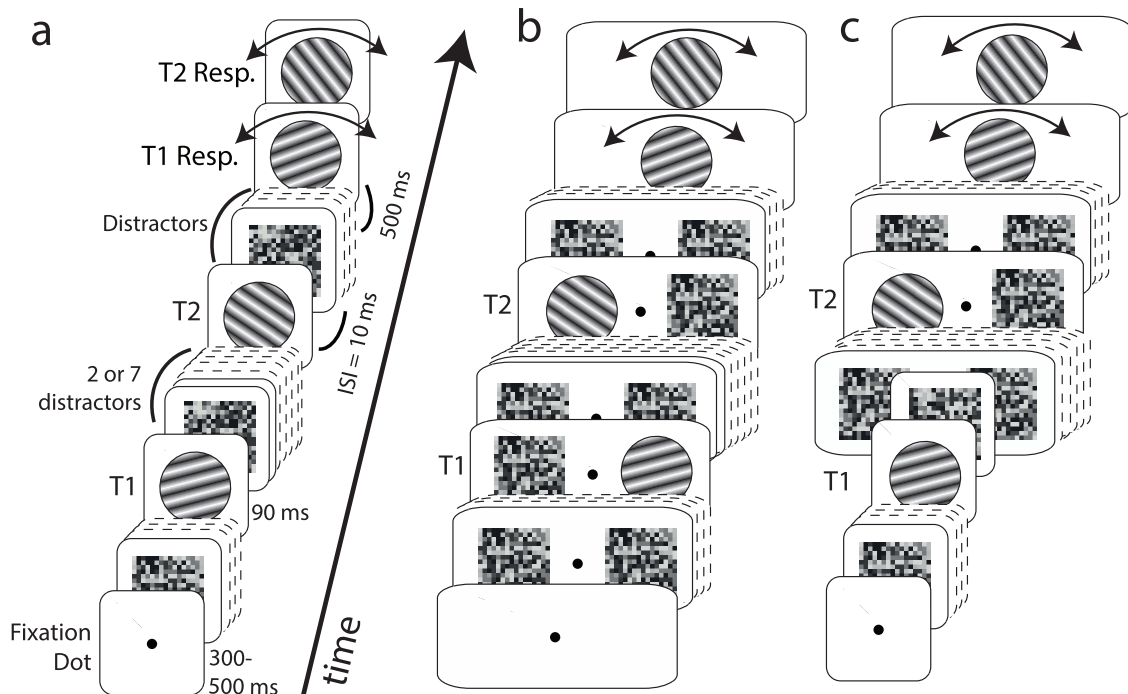 a
T2 Resp.
T1 Resp.
Distractors
500 ms
T2
ISI = 10 ms
2 or 7
distractors
T1
90 ms
Fixation
Dot
300-
500 ms
time
b
T2
T1
c
T2
T1